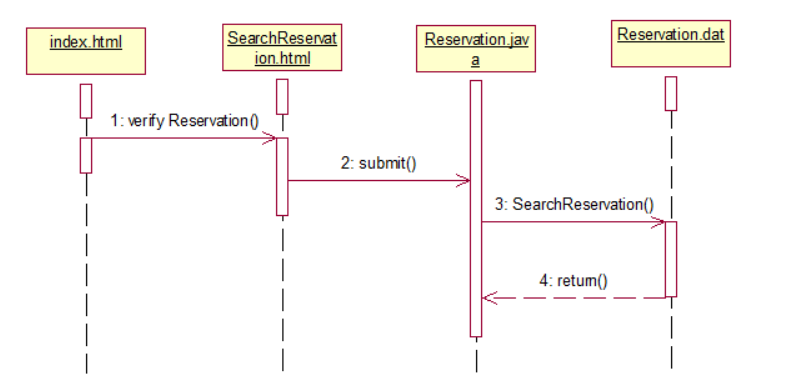 index.html
SearchReservat
ion.html
Reservation.jav
a
Reservation.dat
1: verify Reservation()
2: submit()
3: SearchReservation()
4: return()